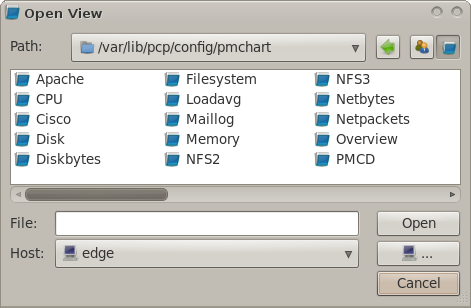 Open View
Path: /var/lib/pcp/config/pmchart
Apache Filesystem NFS3
CPU Loadavg Netbytes
Cisco Maillog Netpackets
Disk Memory Overview
Diskbytes NFS2 PMCD
File: Open
Host: edge ...
Cancel